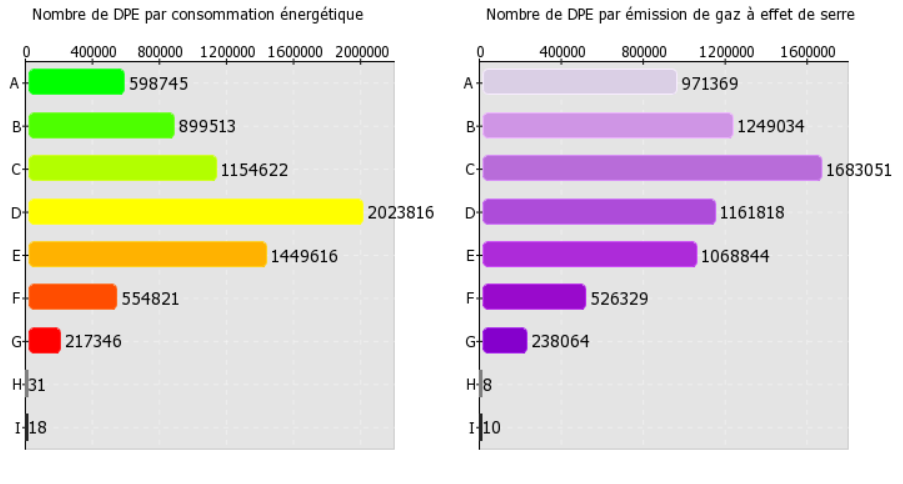 Nombre de DPE par consommation énergétique
0 400000 800000 1200000 1600000 2000000
A 598745
B 899513
C 1154622
D 2023816
E 1449616
F 554821
G 217346
H 31
I 18
Nombre de DPE par émission de gaz à effet de serre
0 400000 800000 1200000 1600000
A 971369
B 1249034
C 1683051
D 1161818
E 1068844
F 526329
G 238064
H 8
I 10